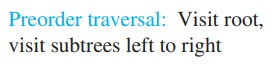 Preorder traversal: Visit root,
visit subtrees left to right